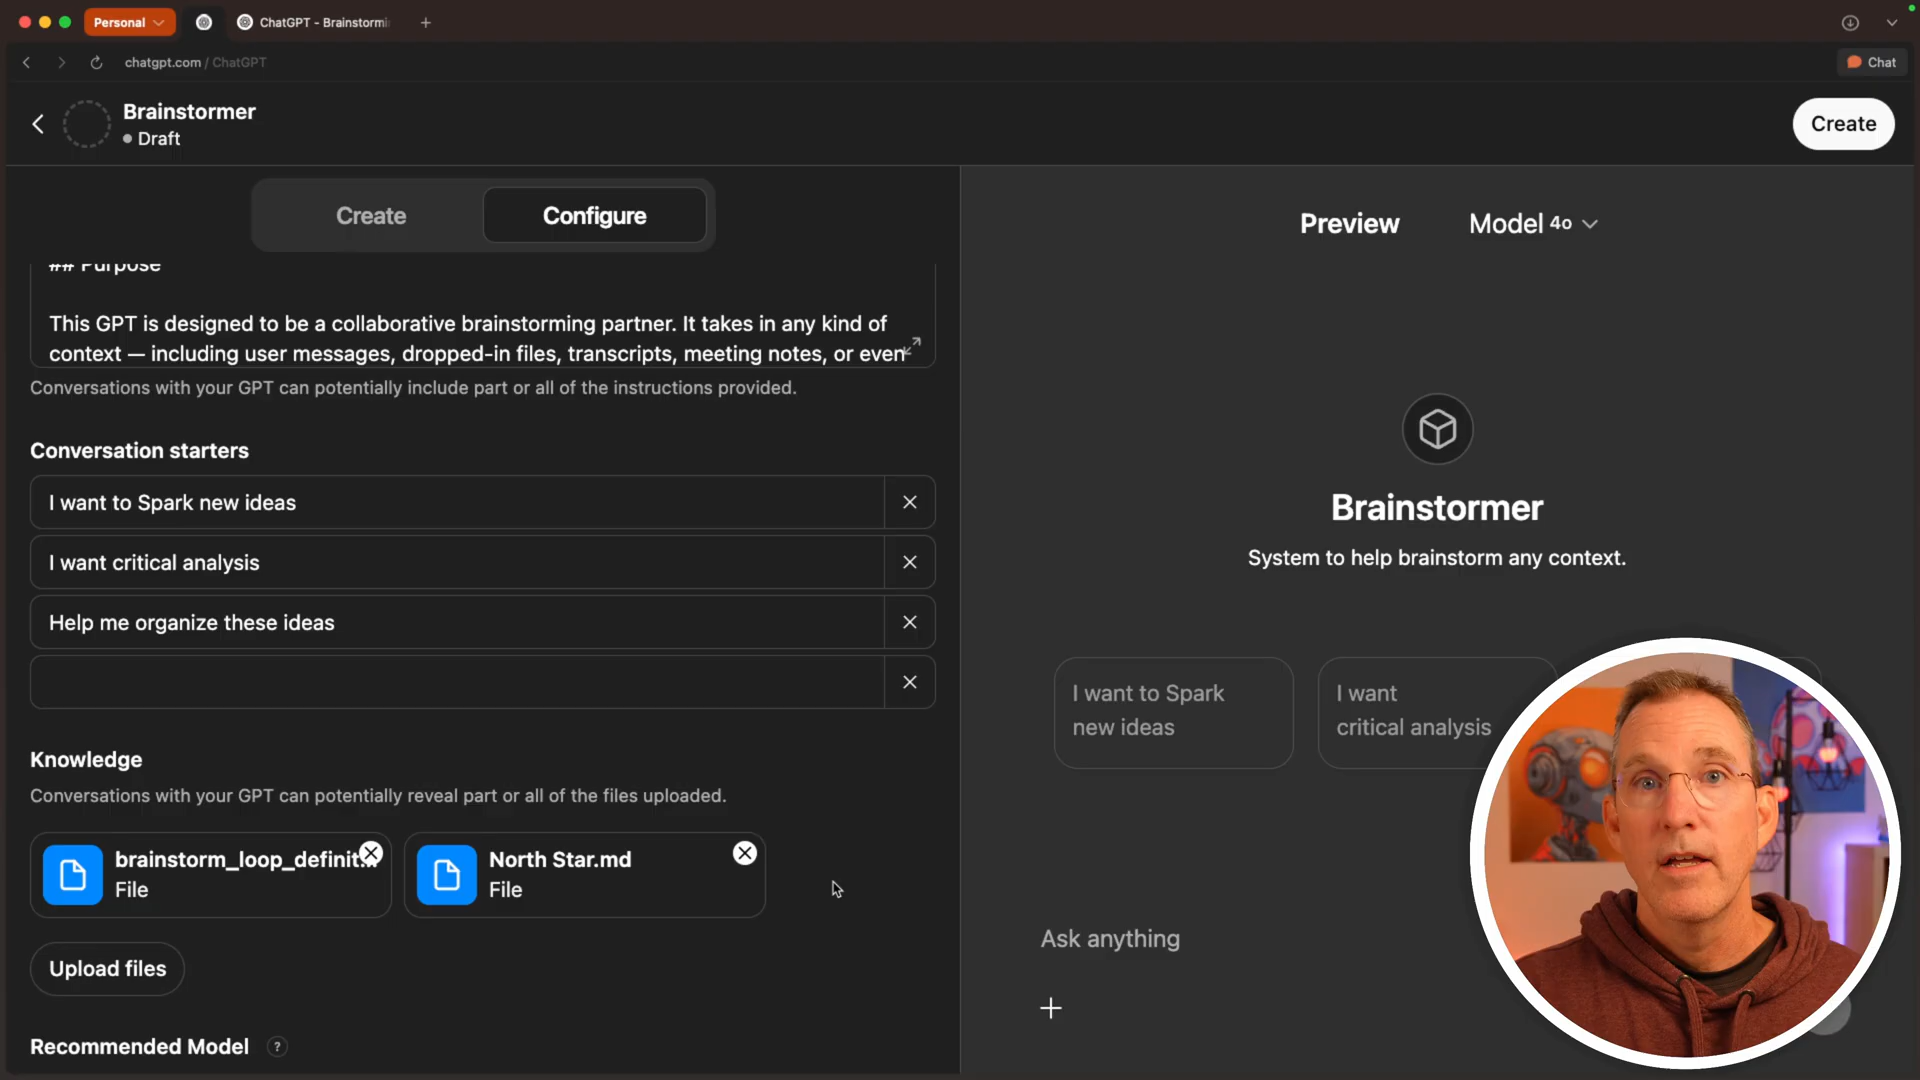 Personal
ChatGPT - Brainstormi
chatgpt.com / ChatGPT
Chat
Brainstormer
Draft
Create
Create
Configure
## Purpose
This GPT is designed to be a collaborative brainstorming partner. It takes in any kind of
context — including user messages, dropped-in files, transcripts, meeting notes, or even
Conversations with your GPT can potentially include part or all of the instructions provided.
Conversation starters
I want to Spark new ideas
I want critical analysis
Help me organize these ideas
Knowledge
Conversations with your GPT can potentially reveal part or all of the files uploaded.
brainstorm_loop_definit...
File
North Star.md
File
Upload files
Recommended Model ?
Preview
Model 4o
Brainstormer
System to help brainstorm any context.
I want to Spark
new ideas
I want
critical analysis
Ask anything